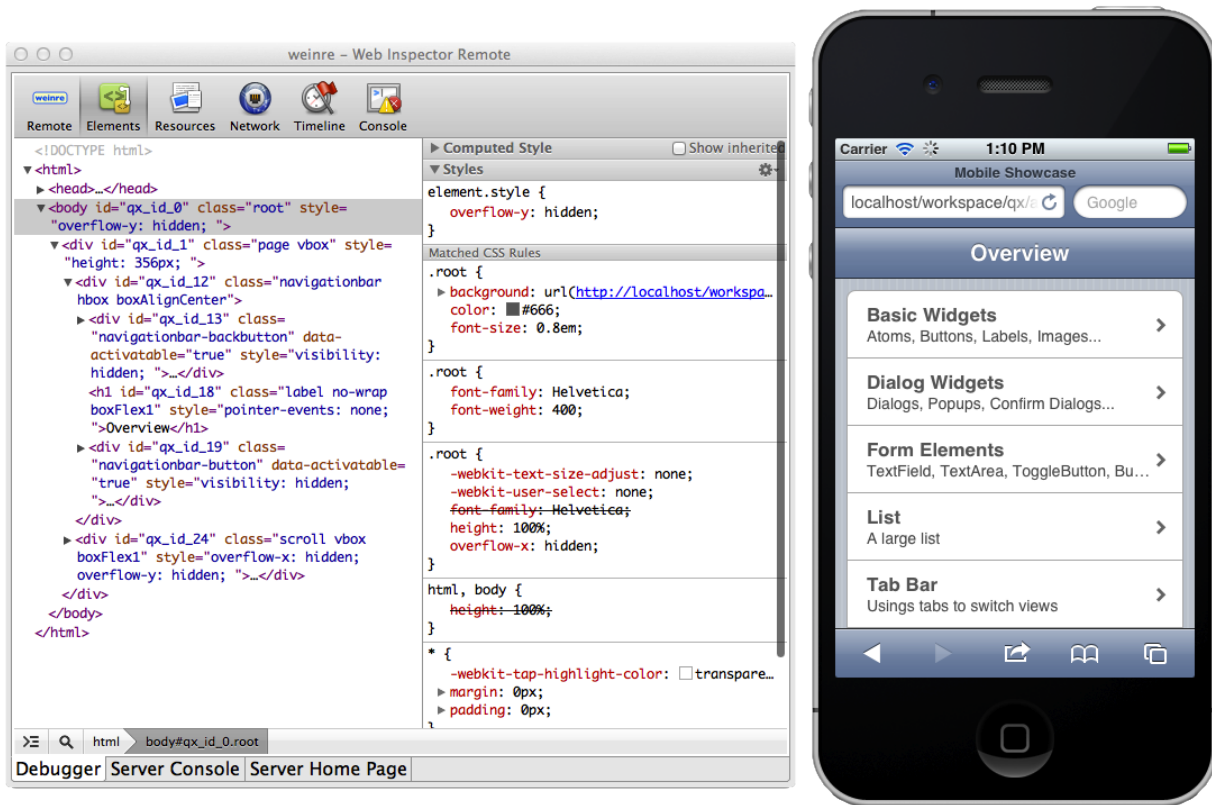 weinre – Web Inspector Remote
weinre
Remote Elements Resources Network Timeline Console
<!DOCTYPE html>
▼<html>
▶<head>…</head>
▼<body id="qx_id_0" class="root" style=
"overflow-y: hidden; ">
▼<div id="qx_id_1" class="page vbox" style=
"height: 356px; ">
▼<div id="qx_id_12" class="navigationbar
hbox boxAlignCenter">
▶<div id="qx_id_13" class=
"navigationbar-backbutton" data-
activatable="true" style="visibility:
hidden; ">…</div>
<h1 id="qx_id_18" class="label no-wrap
boxFlex1" style="pointer-events: none;
">Overview</h1>
▶<div id="qx_id_19" class=
"navigationbar-button" data-activatable=
"true" style="visibility: hidden;
">…</div>
</div>
▶<div id="qx_id_24" class="scroll vbox
boxFlex1" style="overflow-x: hidden;
overflow-y: hidden; ">…</div>
</div>
</body>
</html>
▶Computed Style Show inherited
▼Styles
element.style {
overflow-y: hidden;
}
Matched CSS Rules
.root {
▶background: url(http://localhost/workspa…
color: #666;
font-size: 0.8em;
}
.root {
font-family: Helvetica;
font-weight: 400;
}
.root {
-webkit-text-size-adjust: none;
-webkit-user-select: none;
font-family: Helvetica;
height: 100%;
overflow-x: hidden;
}
html, body {
height: 100%;
}
* {
-webkit-tap-highlight-color: transpare…
▶margin: 0px;
▶padding: 0px;
}
html body#qx_id_0.root
Debugger Server Console Server Home Page
Carrier 1:10 PM
Mobile Showcase
localhost/workspace/qx/a Google
Overview
Basic Widgets
Atoms, Buttons, Labels, Images...
Dialog Widgets
Dialogs, Popups, Confirm Dialogs...
Form Elements
TextField, TextArea, ToggleButton, Bu…
List
A large list
Tab Bar
Usings tabs to switch views